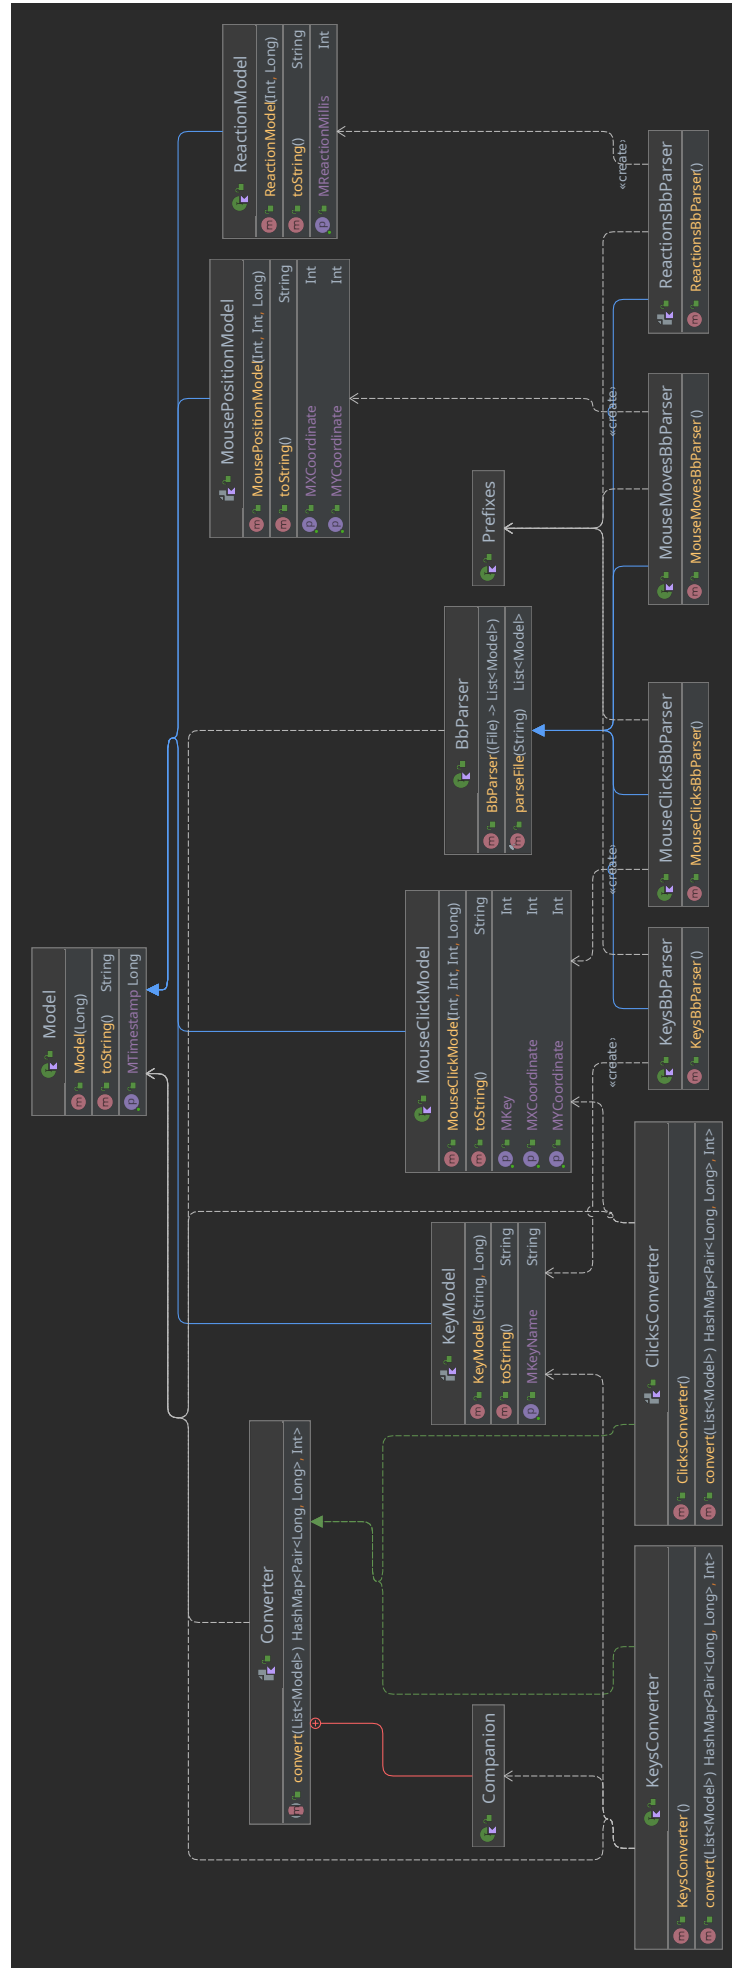 Model
Model(Long)
toString() String
MTimestamp Long
MousePositionModel
MousePositionModel(Int, Int, Long)
toString() String
MXCoordinate Int
MYCoordinate Int
ReactionModel
ReactionModel(Int, Long)
toString() String
MReactionMillis Int
Converter
convert(List<Model>) HashMap<Pair<Long, Long>, Int>
MouseClickModel
MouseClickModel(Int, Int, Int, Long)
toString() String
MKey Int
MXCoordinate Int
MYCoordinate Int
KeyModel
KeyModel(String, Long)
toString() String
MKeyName String
BbParser
BbParser((File) -> List<Model>)
parseFile(String) List<Model>
Companion
Prefixes
«create»
«create»
«create»
«create»
KeysConverter
KeysConverter()
convert(List<Model>) HashMap<Pair<Long, Long>, Int>
ClicksConverter
ClicksConverter()
convert(List<Model>) HashMap<Pair<Long, Long>, Int>
KeysBbParser
KeysBbParser()
MouseClicksBbParser
MouseClicksBbParser()
MouseMovesBbParser
MouseMovesBbParser()
ReactionsBbParser
ReactionsBbParser()